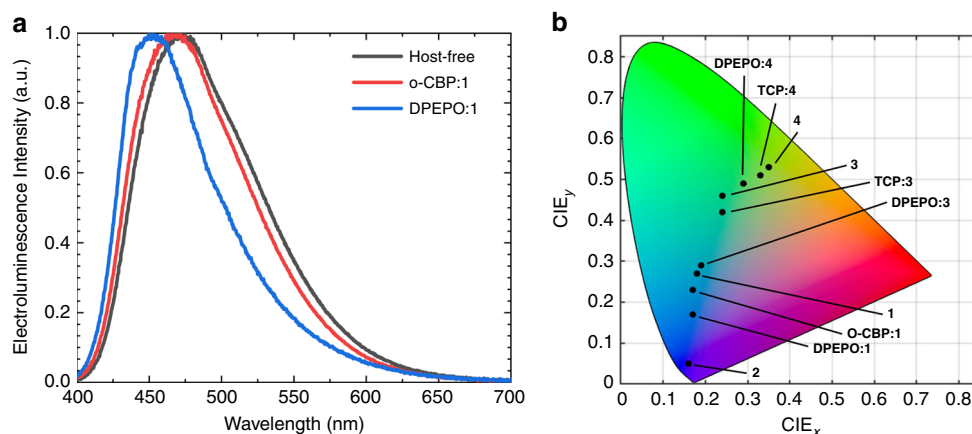 a
Electroluminescence Intensity (a.u.)
1.0
0.8
0.6
0.4
0.2
0.0
400
450
500
550
600
650
700
Wavelength (nm)
Host-free
o-CBP:1
DPEPO:1
b
CIEy
0.8
0.7
0.6
0.5
0.4
0.3
0.2
0.1
0
0
0.1
0.2
0.3
0.4
0.5
0.6
0.7
0.8
CIEx
DPEPO:4
TCP:4
4
3
TCP:3
DPEPO:3
1
O-CBP:1
DPEPO:1
2